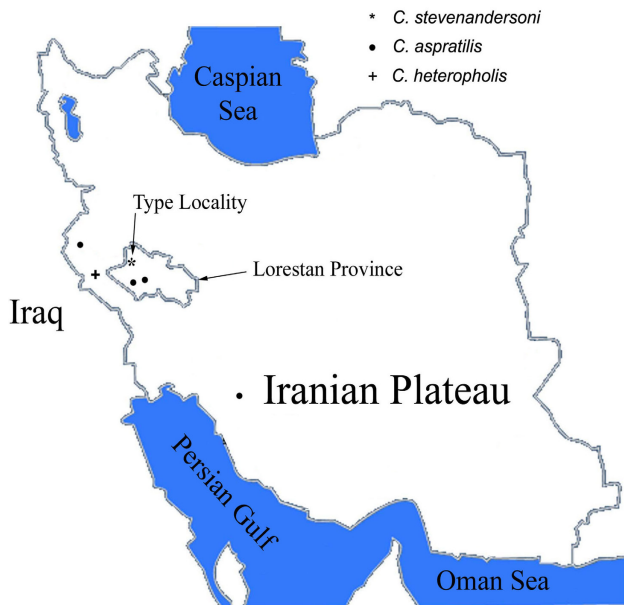 * C. stevenandersoni
• C. aspratilis
+ C. heteropholis
Caspian
Sea
Type Locality
Lorestan Province
Iraq
Iranian Plateau
Persian Gulf
Oman Sea